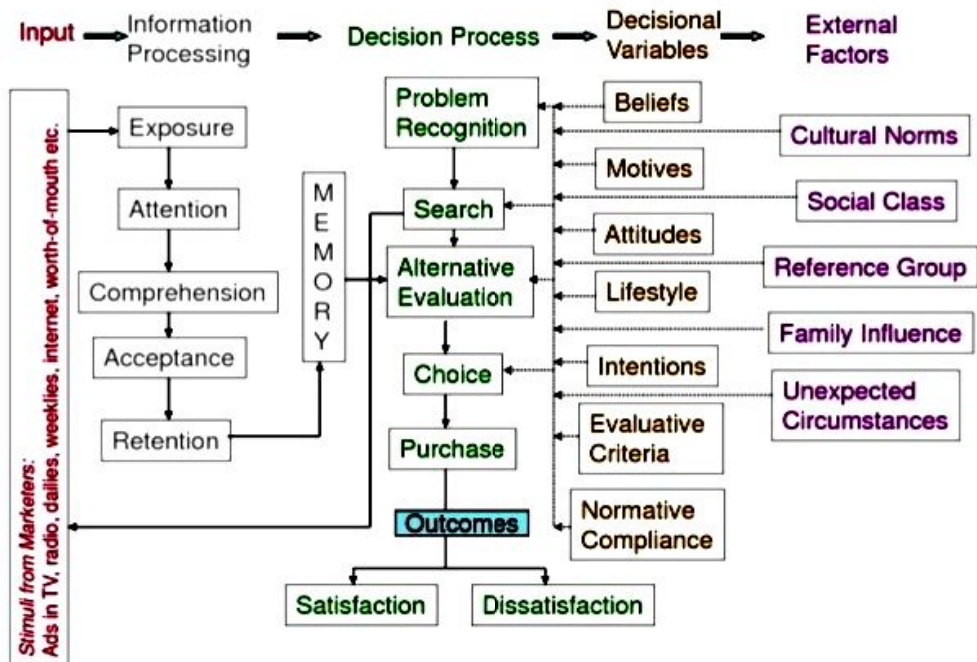 Input
Information
Processing
Decision Process
Decisional
Variables
External
Factors
Stimuli from Marketers:
Ads in TV, radio, dailies, weeklies, internet, worth-of-mouth etc.
Exposure
Attention
Comprehension
Acceptance
Retention
M
E
M
O
R
Y
Problem
Recognition
Search
Alternative
Evaluation
Choice
Purchase
Outcomes
Satisfaction
Dissatisfaction
Beliefs
Motives
Attitudes
Lifestyle
Intentions
Evaluative
Criteria
Normative
Compliance
Cultural Norms
Social Class
Reference Group
Family Influence
Unexpected
Circumstances